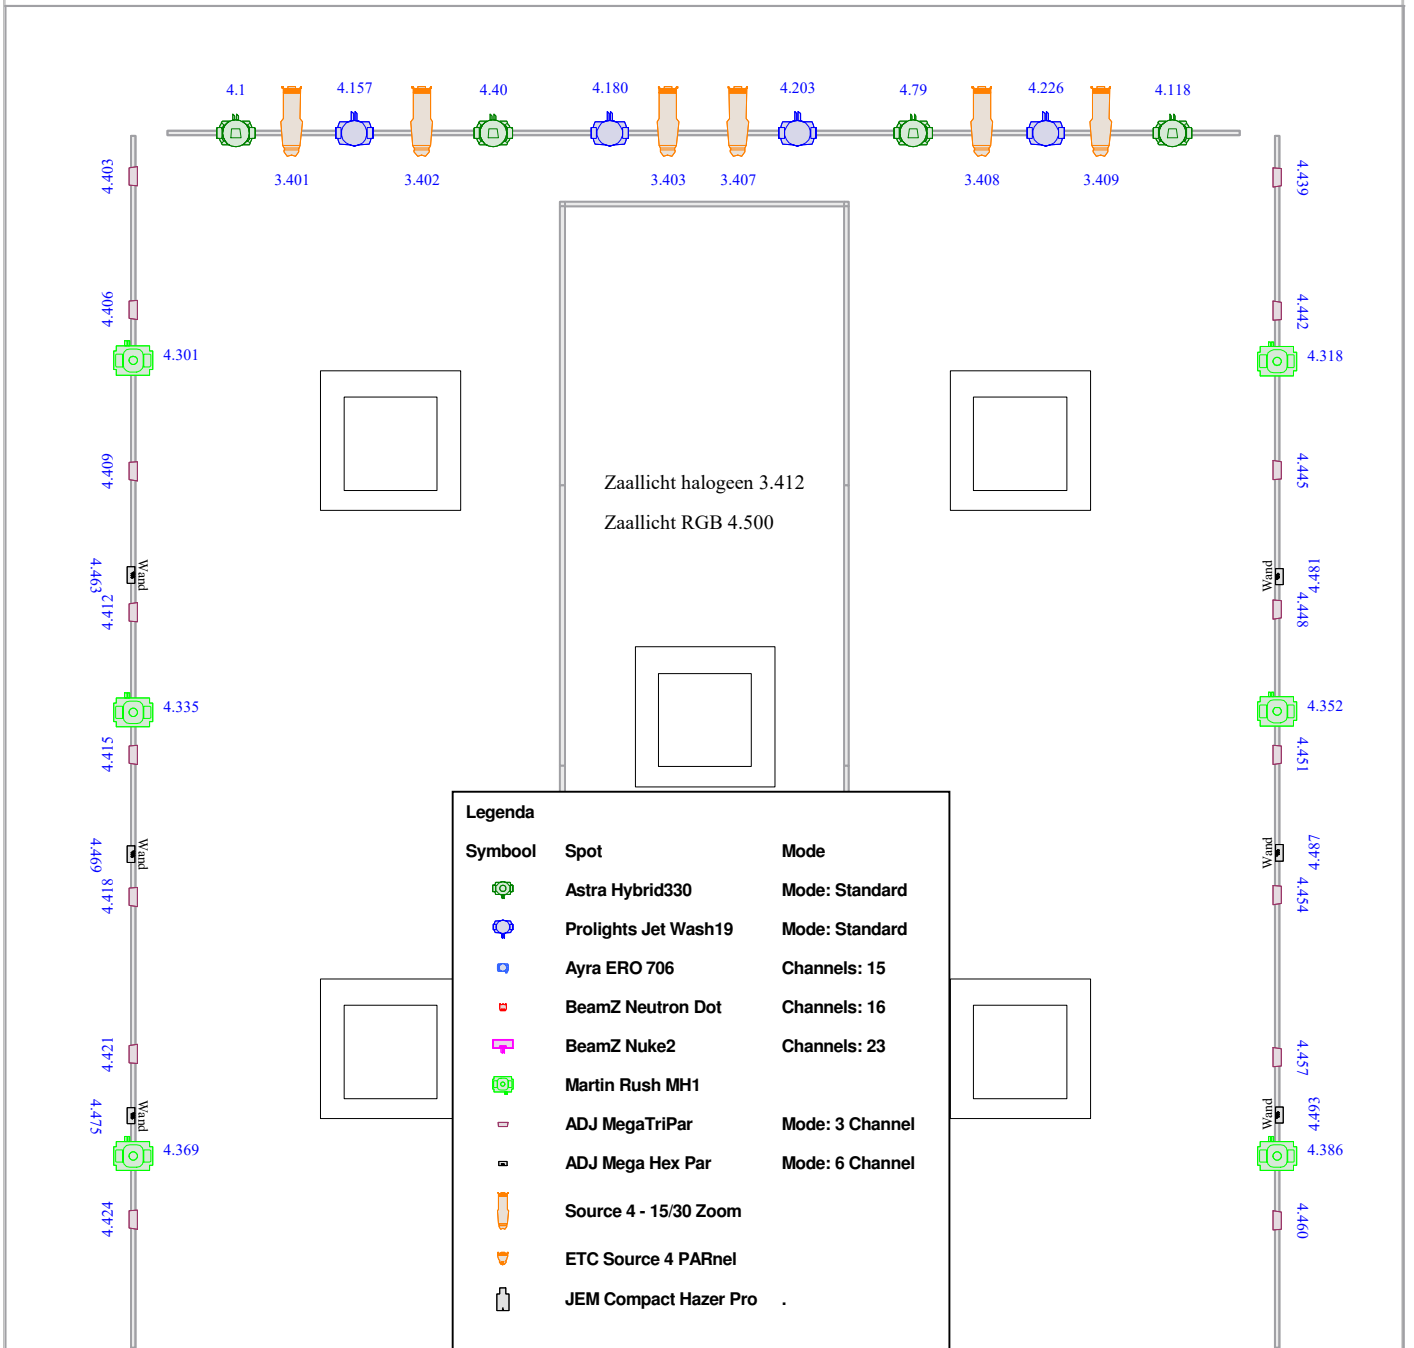 4.1 4.157 4.40 4.180 4.203 4.79 4.226 4.118
3.401 3.402 3.403 3.407 3.408 3.409
4.403
4.439
4.406
4.442
4.301
4.318
4.409
4.445
Zaallicht halogeen 3.412
Zaallicht RGB 4.500
4.463
Wand
Wand
4.481
4.412
4.448
4.335
4.352
4.415
4.451
4.469
Wand
Wand
4.487
4.418
4.454
4.421
4.457
4.475
Wand
Wand
4.493
4.369
4.386
4.424
4.460
Legenda
Symbool Spot Mode
Astra Hybrid330 Mode: Standard
Prolights Jet Wash19 Mode: Standard
Ayra ERO 706 Channels: 15
BeamZ Neutron Dot Channels: 16
BeamZ Nuke2 Channels: 23
Martin Rush MH1
ADJ MegaTriPar Mode: 3 Channel
ADJ Mega Hex Par Mode: 6 Channel
Source 4 - 15/30 Zoom
ETC Source 4 PARnel
JEM Compact Hazer Pro .